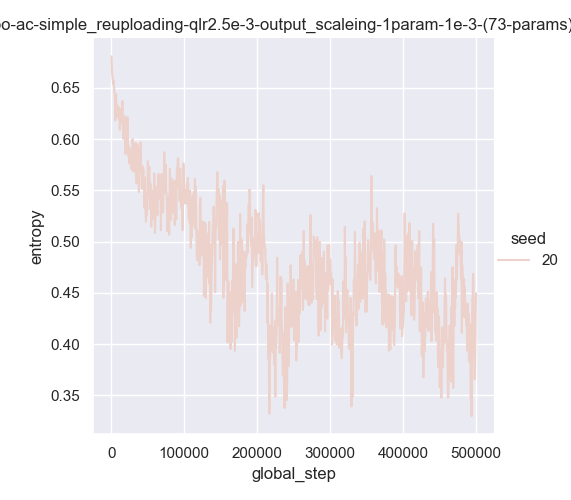 oo-ac-simple_reuploading-qlr2.5e-3-output_scaleing-1param-1e-3-(73-params)
0.65
0.60
0.55
0.50
0.45
0.40
0.35
entropy
0 100000 200000 300000 400000 500000
global_step
seed
20